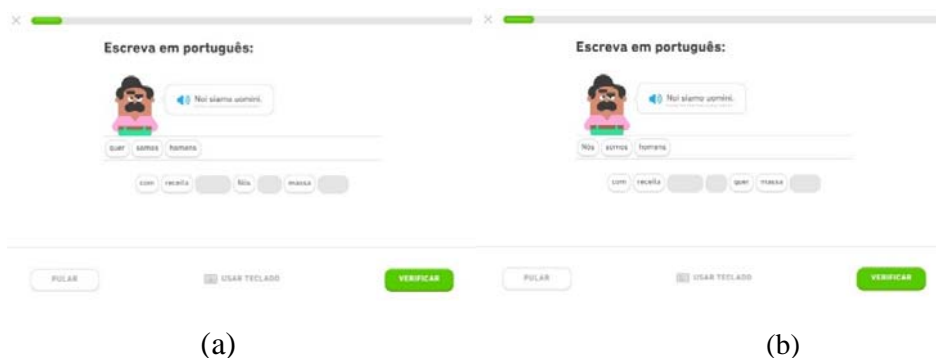 Escreva em português:
Noi siamo uomini.
quer somos homens
com receita Nós massa
PULAR USAR TECLADO VERIFICAR
(a)
Escreva em português:
Noi siamo uomini.
Nós somos homens
com receita quer massa
PULAR USAR TECLADO VERIFICAR
(b)